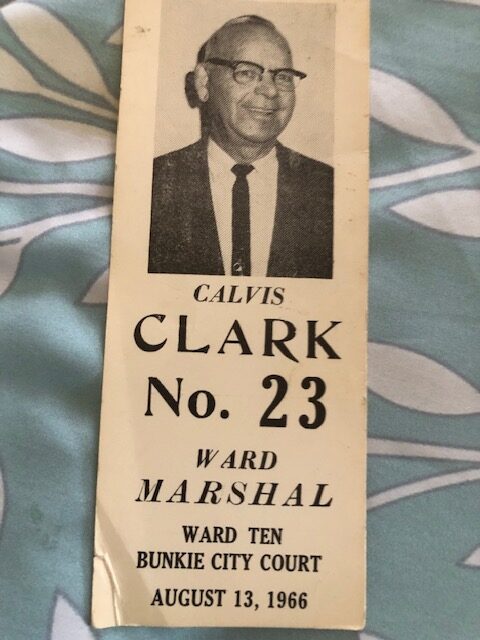 CALVIS
CLARK
No. 23
WARD
MARSHAL
WARD TEN
BUNKIE CITY COURT
AUGUST 13, 1966